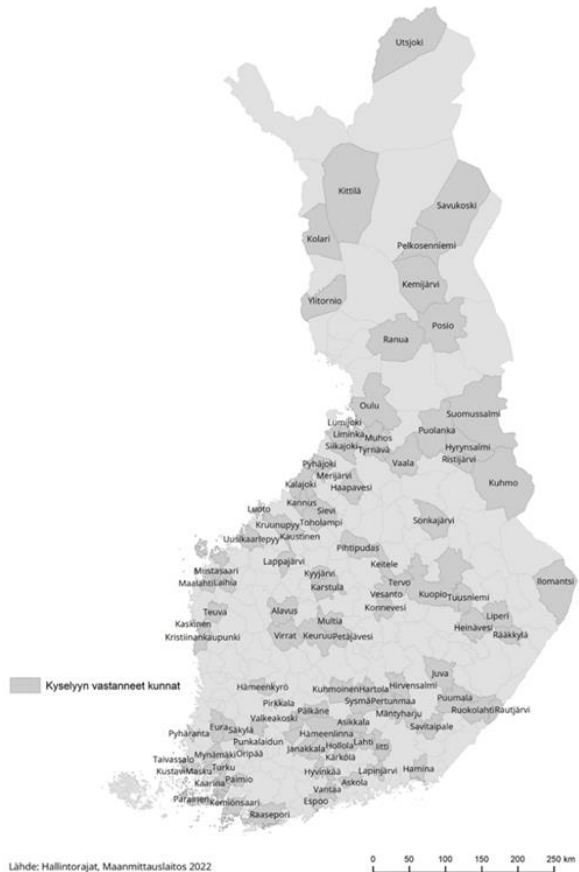 Utsjoki
Kittilä
Savukoski
Kolari
Pelkosenniemi
Kemijärvi
Ylitornio
Posio
Ranua
Oulu
Suomussalmi
Lumijoki
Puolanka
Liminka
Muhos
Siikajoki
Tyrnävä
Hyrynsalmi
Ristijärvi
Vaala
Pyhäjoki
Merijärvi
Kalajoki
Haapavesi
Kuhmo
Kannus
Sievi
Luoto
Kruunupyy
Toholampi
Sonkajärvi
Uusikaarlepyy
Kaustinen
Pihtipudas
Lappajärvi
Keitele
Mustasaari
Kyyjärvi
Maalahti
Laihia
Karstula
Tervo
Vesanto
Kuopio
Tuusniemi
Ilomantsi
Konnevesi
Teuva
Alavus
Liperi
Kaskinen
Multia
Heinävesi
Kristiinankaupunki
Virrat
Keuruu
Petäjävesi
Rääkkylä
Juva
Kyselyyn vastanneet kunnat
Hämeenkyrö
Kuhmoinen
Hartola
Hirvensalmi
Pirkkala
Sysmä
Pertunmaa
Puumala
Pälkäne
Mäntyharju
Ruokolahti
Rautjärvi
Valkeakoski
Asikkala
Savitaipale
Eura
Säkylä
Pyhäranta
Hämeenlinna
Punkalaidun
Hollola
Lahti
Iitti
Mynämäki
Oripää
Janakkala
Kärkölä
Taivassalo
Turku
Kustavi
Masku
Hyvinkää
Lapinjärvi
Hamina
Kaarina
Paimio
Askola
Vantaa
Parainen
Kemiönsaari
Espoo
Raasepori
Lähde: Hallintorajat, Maanmittauslaitos 2022
0 50 100 150 200 250 km